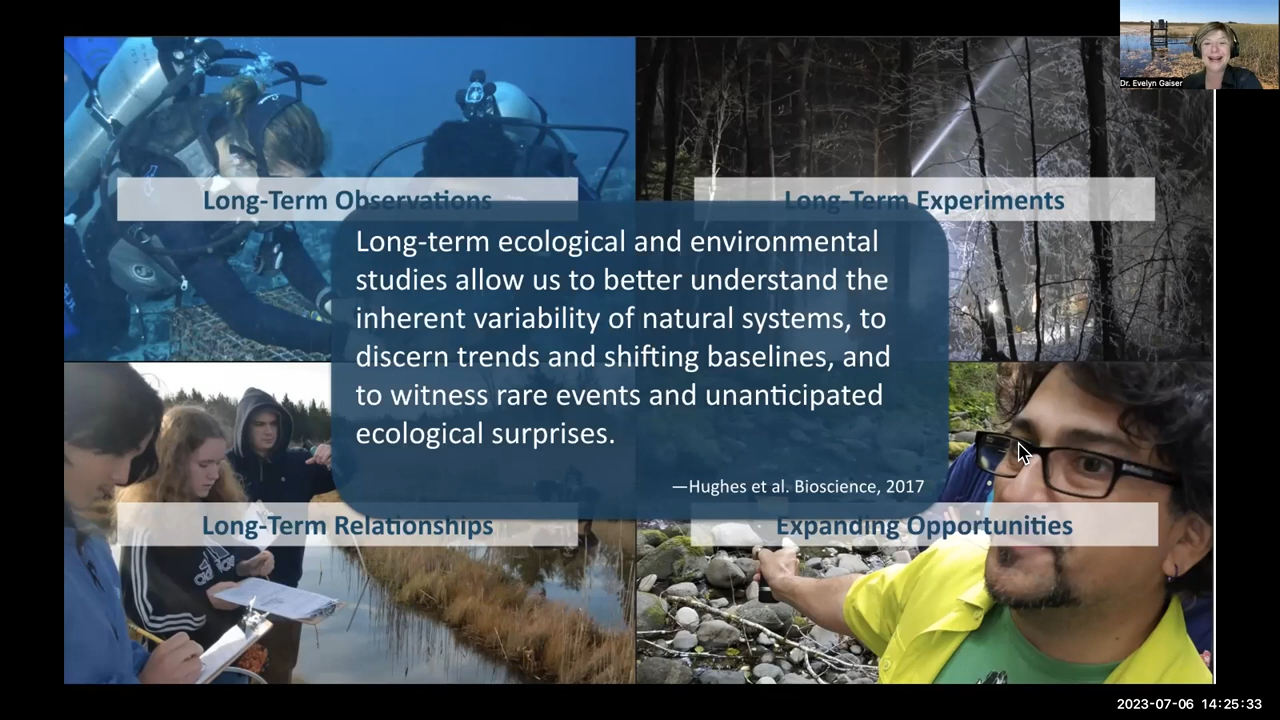 Dr. Evelyn Gaiser
Long-Term Observations
Long-Term Experiments
Long-term ecological and environmental
studies allow us to better understand the
inherent variability of natural systems, to
discern trends and shifting baselines, and
to witness rare events and unanticipated
ecological surprises.
—Hughes et al. Bioscience, 2017
Long-Term Relationships
Expanding Opportunities
adidas
2023-07-06 14:25:33